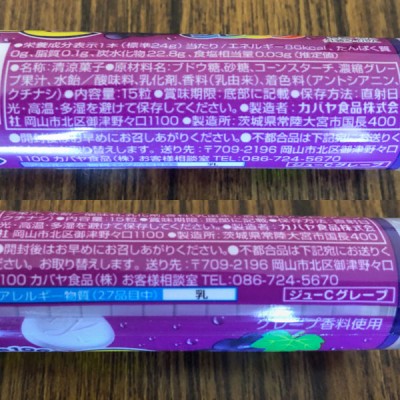 ●栄養成分表示1本(標準24g)当たり/エネルギー86kcal、たんぱく質
0g、脂質0.1g、炭水化物22.8g、食塩相当量0.03g(推定値)
●名称:清涼菓子●原材料名:ブドウ糖、砂糖、コーンスターチ、濃縮グレー
プ果汁、水飴/酸味料、乳化剤、香料(乳由来)、着色料(アントシアニン、
クチナシ)●内容量:15粒●賞味期限:底部に記載●保存方法:直射日
光・高温・多湿を避けて保存してください。●製造者:カバヤ食品株式会
社 岡山市北区御津野々口1100●製造所:茨城県常陸大宮市国長400
●開封後はお早めにお召しあがりください。●不都合品は下記宛にお送り
取り替えします。送り先:〒709-2196 岡山市北区御津野々口
1100 カバヤ食品(株)お客様相談室 TEL:086-724-5670
クチナシ)●内容量:15粒●賞味期限:底部に記載●保存方法:直射
光・高温・多湿を避けて保存してください。●製造者:カバヤ食品株式
社 岡山市北区御津野々口1100●製造所:茨城県常陸大宮市国長400
●開封後はお早めにお召しあがりください。●不都合品は下記宛にお送
ださい。お取り替えします。送り先:〒709-2196 岡山市北区御津野々
1100 カバヤ食品(株)お客様相談室 TEL:086-724-5670
アレルギー物質(27品目中) 乳 ジューCグレープ
グレープ香料使用